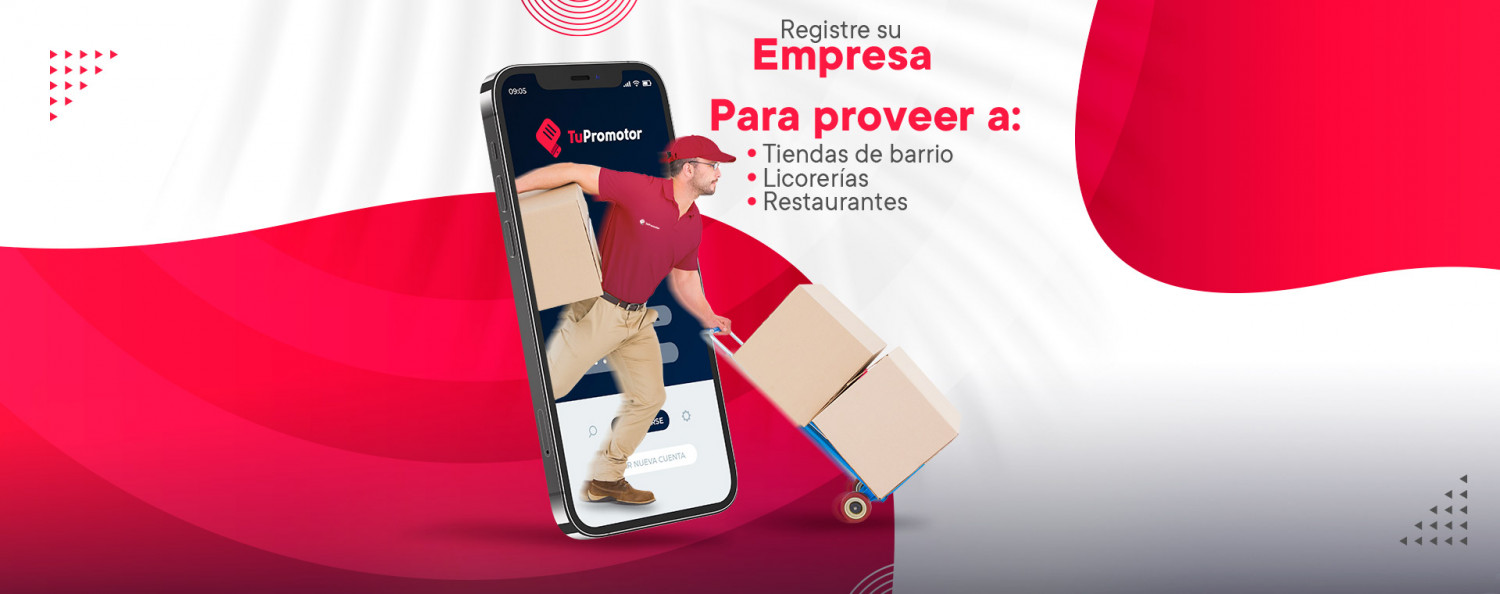 Registre su
Empresa
Para proveer a:
• Tiendas de barrio
• Licorerías
• Restaurantes
09:05
TuPromotor
NUEVA CUENTA